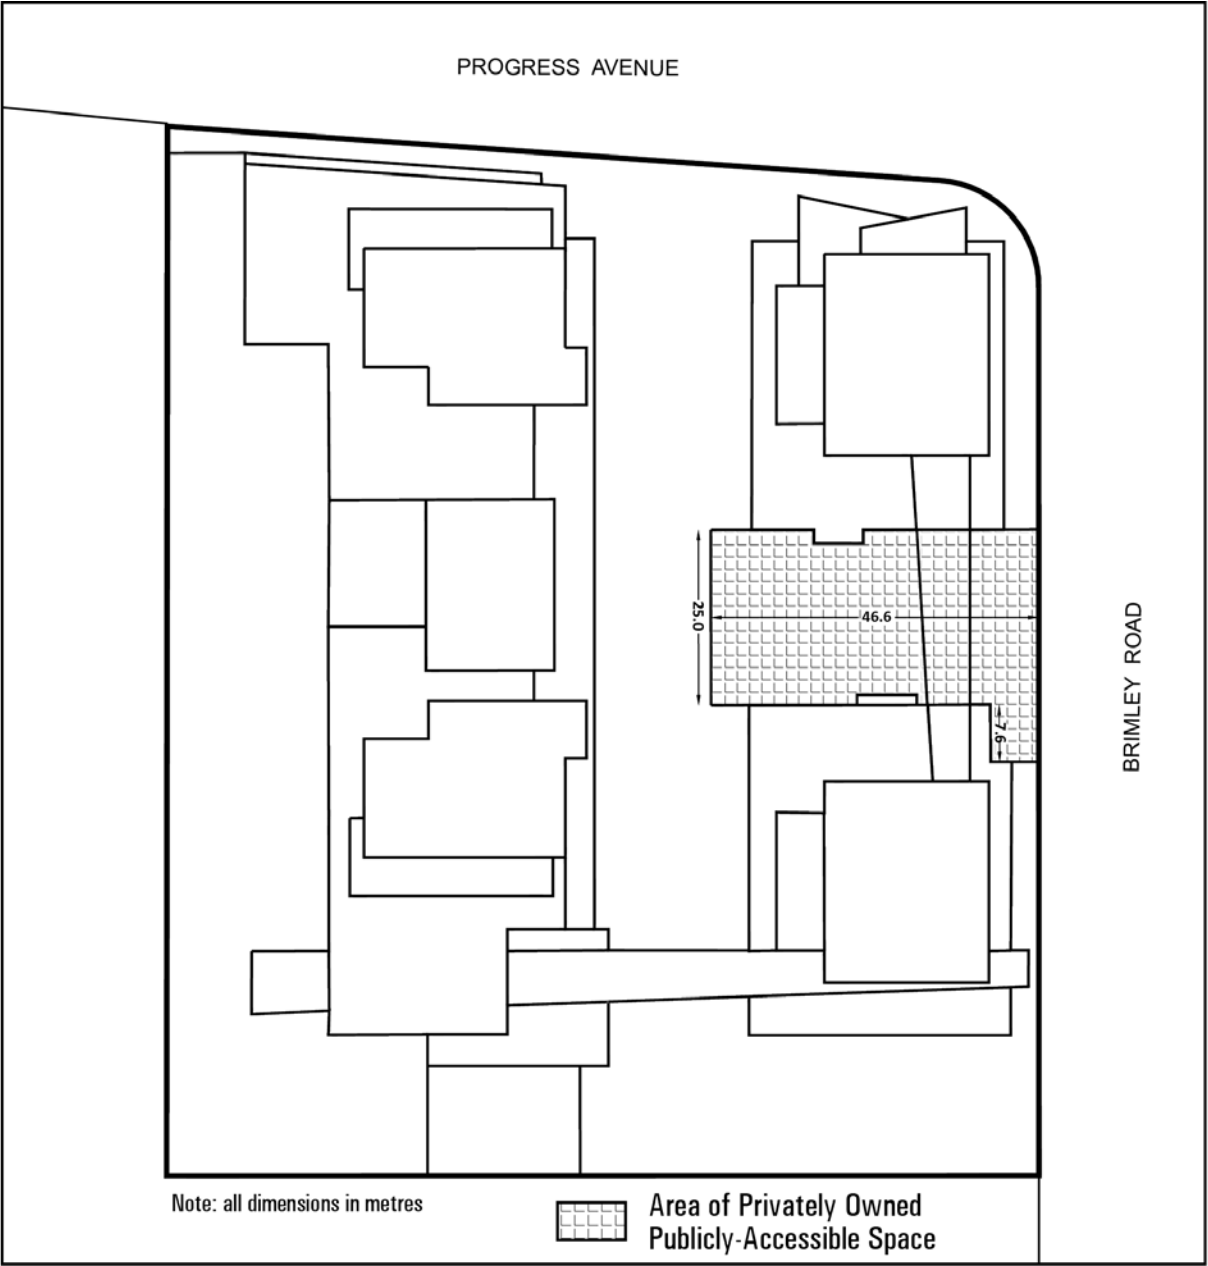 PROGRESS AVENUE
25.0
46.6
7.6
BRIMLEY ROAD
Note: all dimensions in metres
Area of Privately Owned
Publicly-Accessible Space